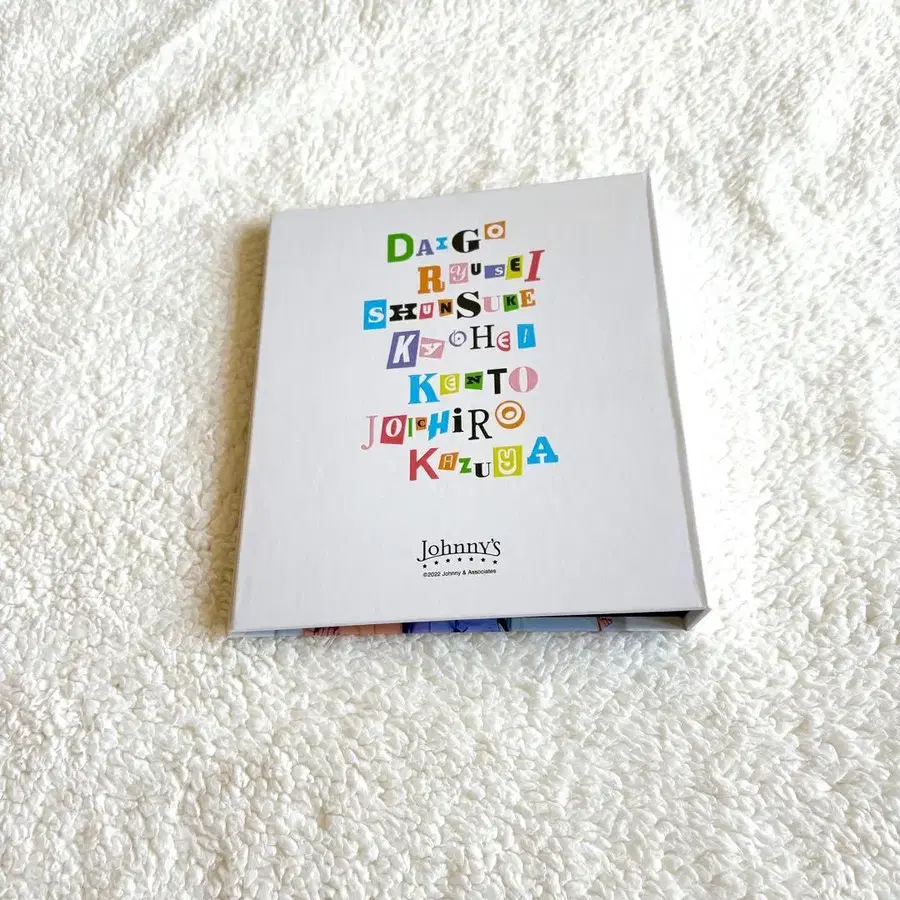 DAIGO
RYUSEI
SHUNSUKE
KYOHEI
KENTO
JOICHIRO
KAZUYA
Johnny's
©2022 Johnny & Associates